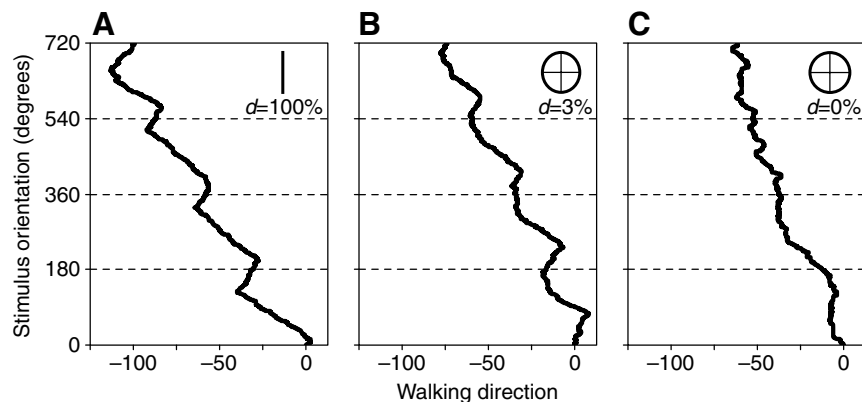 A
B
C
720
540
360
180
0
Stimulus orientation (degrees)
d=100%
d=3%
d=0%
−100 −50 0
−100 −50 0
−100 −50 0
Walking direction